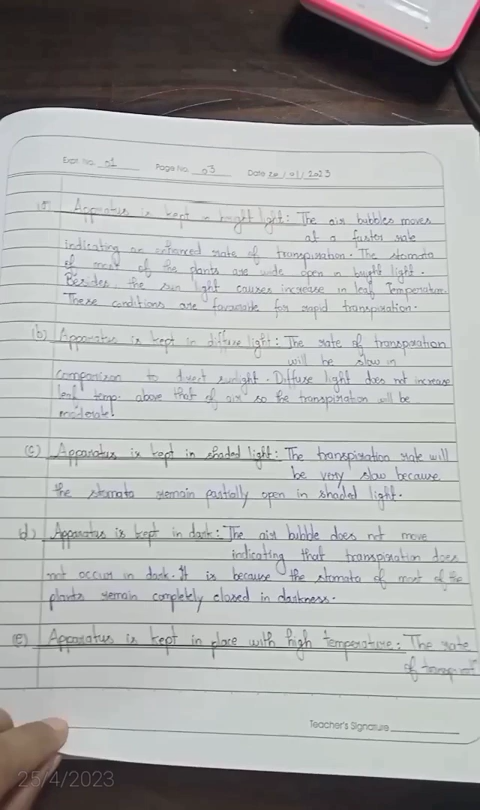 Expt. No. 01 Page No. 03 Date 20/01/2023
Apparatus is kept in bright light: The air bubbles moves
at a faster rate
indicating an enhanced rate of transpiration. The stomata
of most of the plants are wide open in bright light.
Besides, the sun light causes increase in leaf Temperature.
These conditions are favourable for rapid transpiration.
(b) Apparatus is kept in diffuse light: The rate of transpiration
will be slow in
comparison to direct sunlight. Diffuse light does not increase
leaf temp. above that of air so the transpiration will be
moderate!
(c) Apparatus is kept in shaded light: The transpiration rate will
be very slow because
the stomata remain partially open in shaded light.
(d) Apparatus is kept in dark: The air bubble does not move
indicating that transpiration does
not occur in dark. It is because the stomata of most of the
plants remain completely closed in darkness.
(e) Apparatus is kept in place with high temperature: The rate
of transpirat
Teacher's Signature
25/4/2023